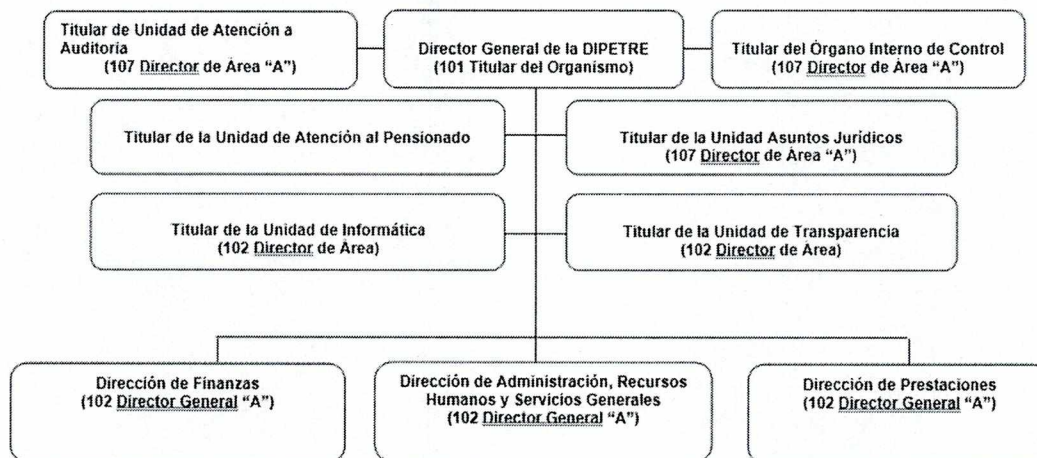 Titular de Unidad de Atención a
Auditoría
(107 Director de Área “A”)
Director General de la DIPETRE
(101 Titular del Organismo)
Titular del Órgano Interno de Control
(107 Director de Área “A”)
Titular de la Unidad de Atención al Pensionado
Titular de la Unidad Asuntos Jurídicos
(107 Director de Área “A”)
Titular de la Unidad de Informática
(102 Director de Área)
Titular de la Unidad de Transparencia
(102 Director de Área)
Dirección de Finanzas
(102 Director General “A”)
Dirección de Administración, Recursos
Humanos y Servicios Generales
(102 Director General “A”)
Dirección de Prestaciones
(102 Director General “A”)